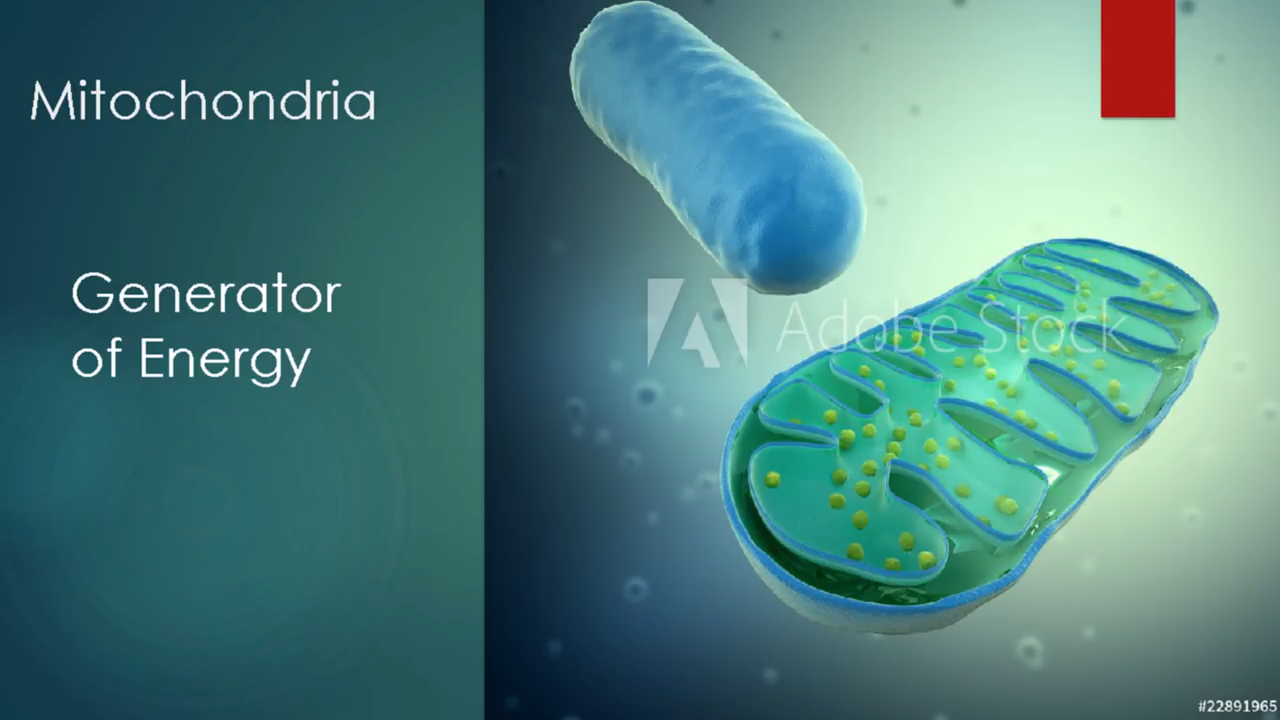 Mitochondria
Generator
of Energy
Adobe Stock
#22891965